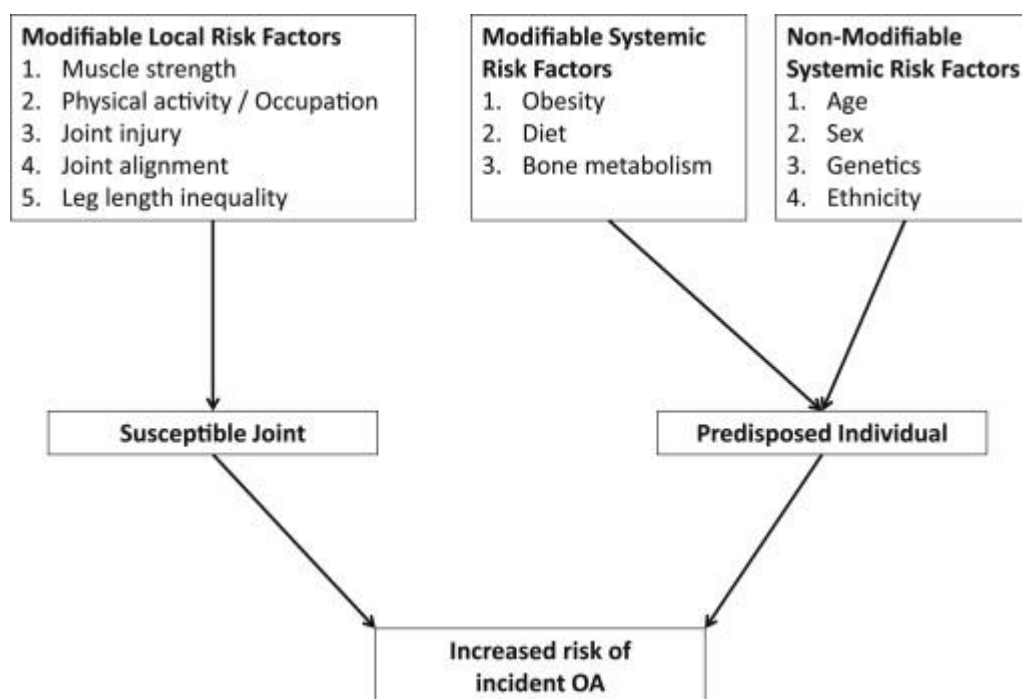 Modifiable Local Risk Factors
1. Muscle strength
2. Physical activity / Occupation
3. Joint injury
4. Joint alignment
5. Leg length inequality
Modifiable Systemic
Risk Factors
1. Obesity
2. Diet
3. Bone metabolism
Non-Modifiable
Systemic Risk Factors
1. Age
2. Sex
3. Genetics
4. Ethnicity
Susceptible Joint
Predisposed Individual
Increased risk of
incident OA